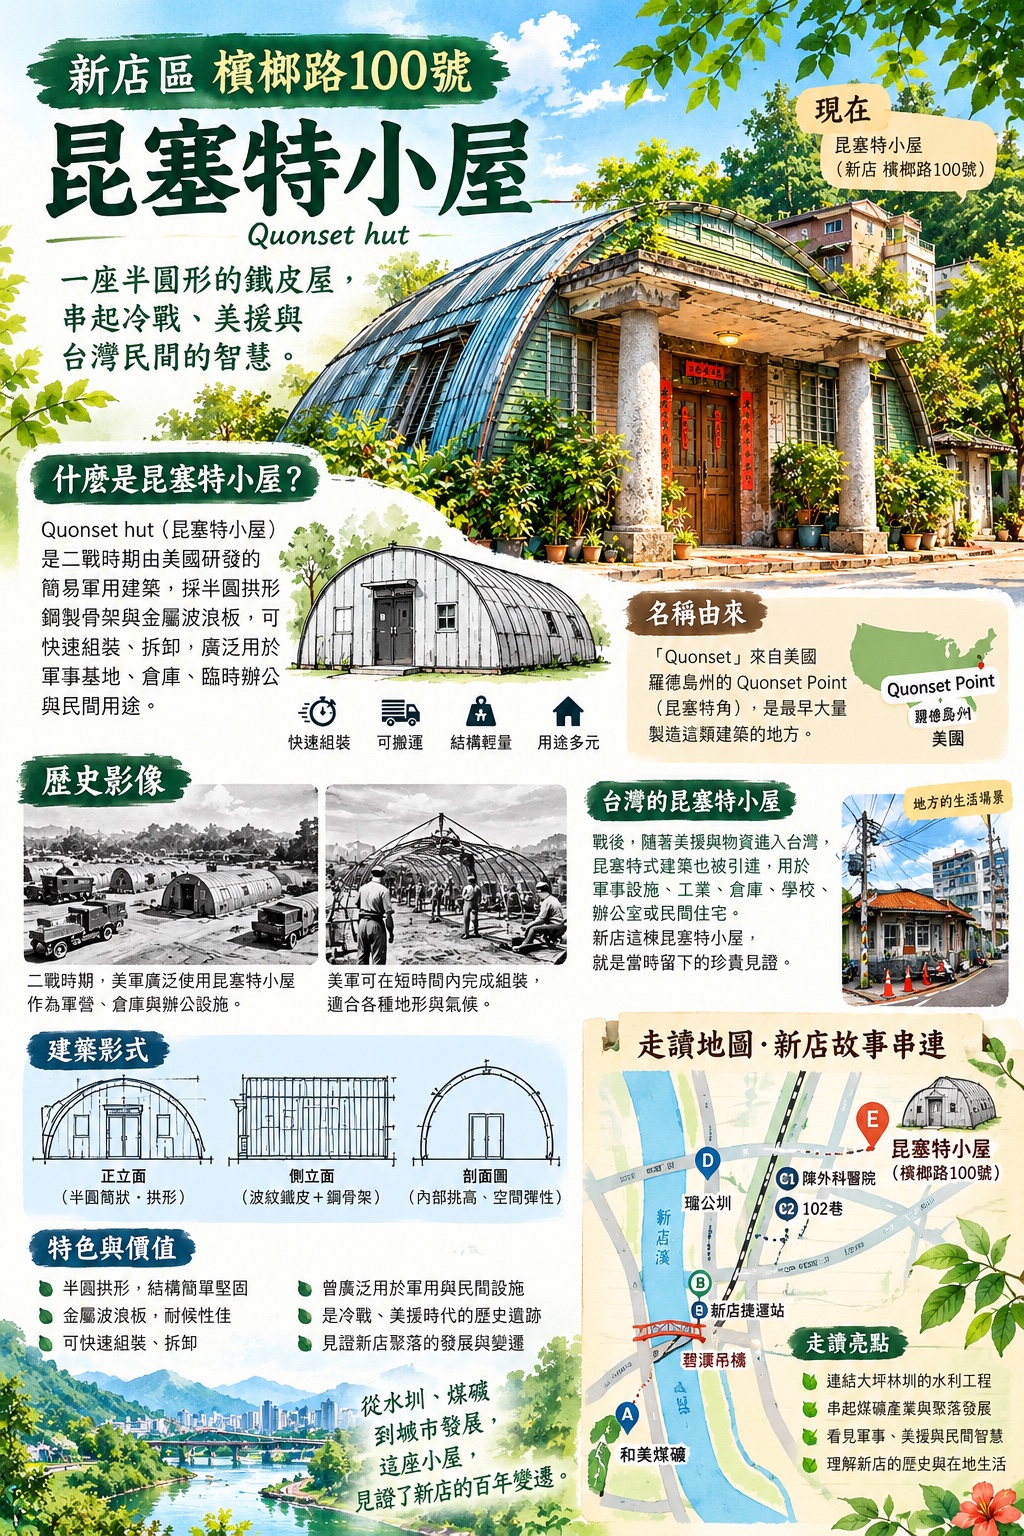 新店區 檳榔路100號
昆塞特小屋
Quonset hut
一座半圓形的鐵皮屋，
串起冷戰、美援與
台灣民間的智慧。
現在
昆塞特小屋
（新店 檳榔路100號）
什麼是昆塞特小屋？
Quonset hut（昆塞特小屋）
是二戰時期由美國研發的
簡易軍用建築，採半圓拱形
鋼製骨架與金屬波浪板，可
快速組裝、拆卸，廣泛用於
軍事基地、倉庫、臨時辦公
與民間用途。
快速組裝
可搬運
結構輕量
用途多元
名稱由來
「Quonset」來自美國
羅德島州的 Quonset Point
（昆塞特角），是最早大量
製造這類建築的地方。
Quonset Point
羅德島州
美國
歷史影像
二戰時期，美軍廣泛使用昆塞特小屋
作為軍營、倉庫與辦公設施。
美軍可在短時間內完成組裝，
適合各種地形與氣候。
台灣的昆塞特小屋
戰後，隨著美援與物資進入台灣，
昆塞特式建築也被引進，用於
軍事設施、工業、倉庫、學校、
辦公室或民間住宅。
新店這棟昆塞特小屋，
就是當時留下的珍貴見證。
地方的生活場景
建築影式
正立面
（半圓筒狀・拱形）
側立面
（波紋鐵皮＋鋼骨架）
剖面圖
（內部挑高、空間彈性）
特色與價值
半圓拱形，結構簡單堅固
金屬波浪板，耐候性佳
可快速組裝、拆卸
曾廣泛用於軍用與民間設施
是冷戰、美援時代的歷史遺跡
見證新店聚落的發展與變遷
從水圳、煤礦
到城市發展，
這座小屋，
見證了新店的百年變遷。
走讀地圖·新店故事串連
E
昆塞特小屋
（檳榔路100號）
D
瑠公圳
C1 陳外科醫院
C2 102巷
新店溪
B
B 新店捷運站
碧潭吊橋
A
和美煤礦
走讀亮點
連結大坪林圳的水利工程
串起煤礦產業與聚落發展
看見軍事、美援與民間智慧
理解新店的歷史與在地生活